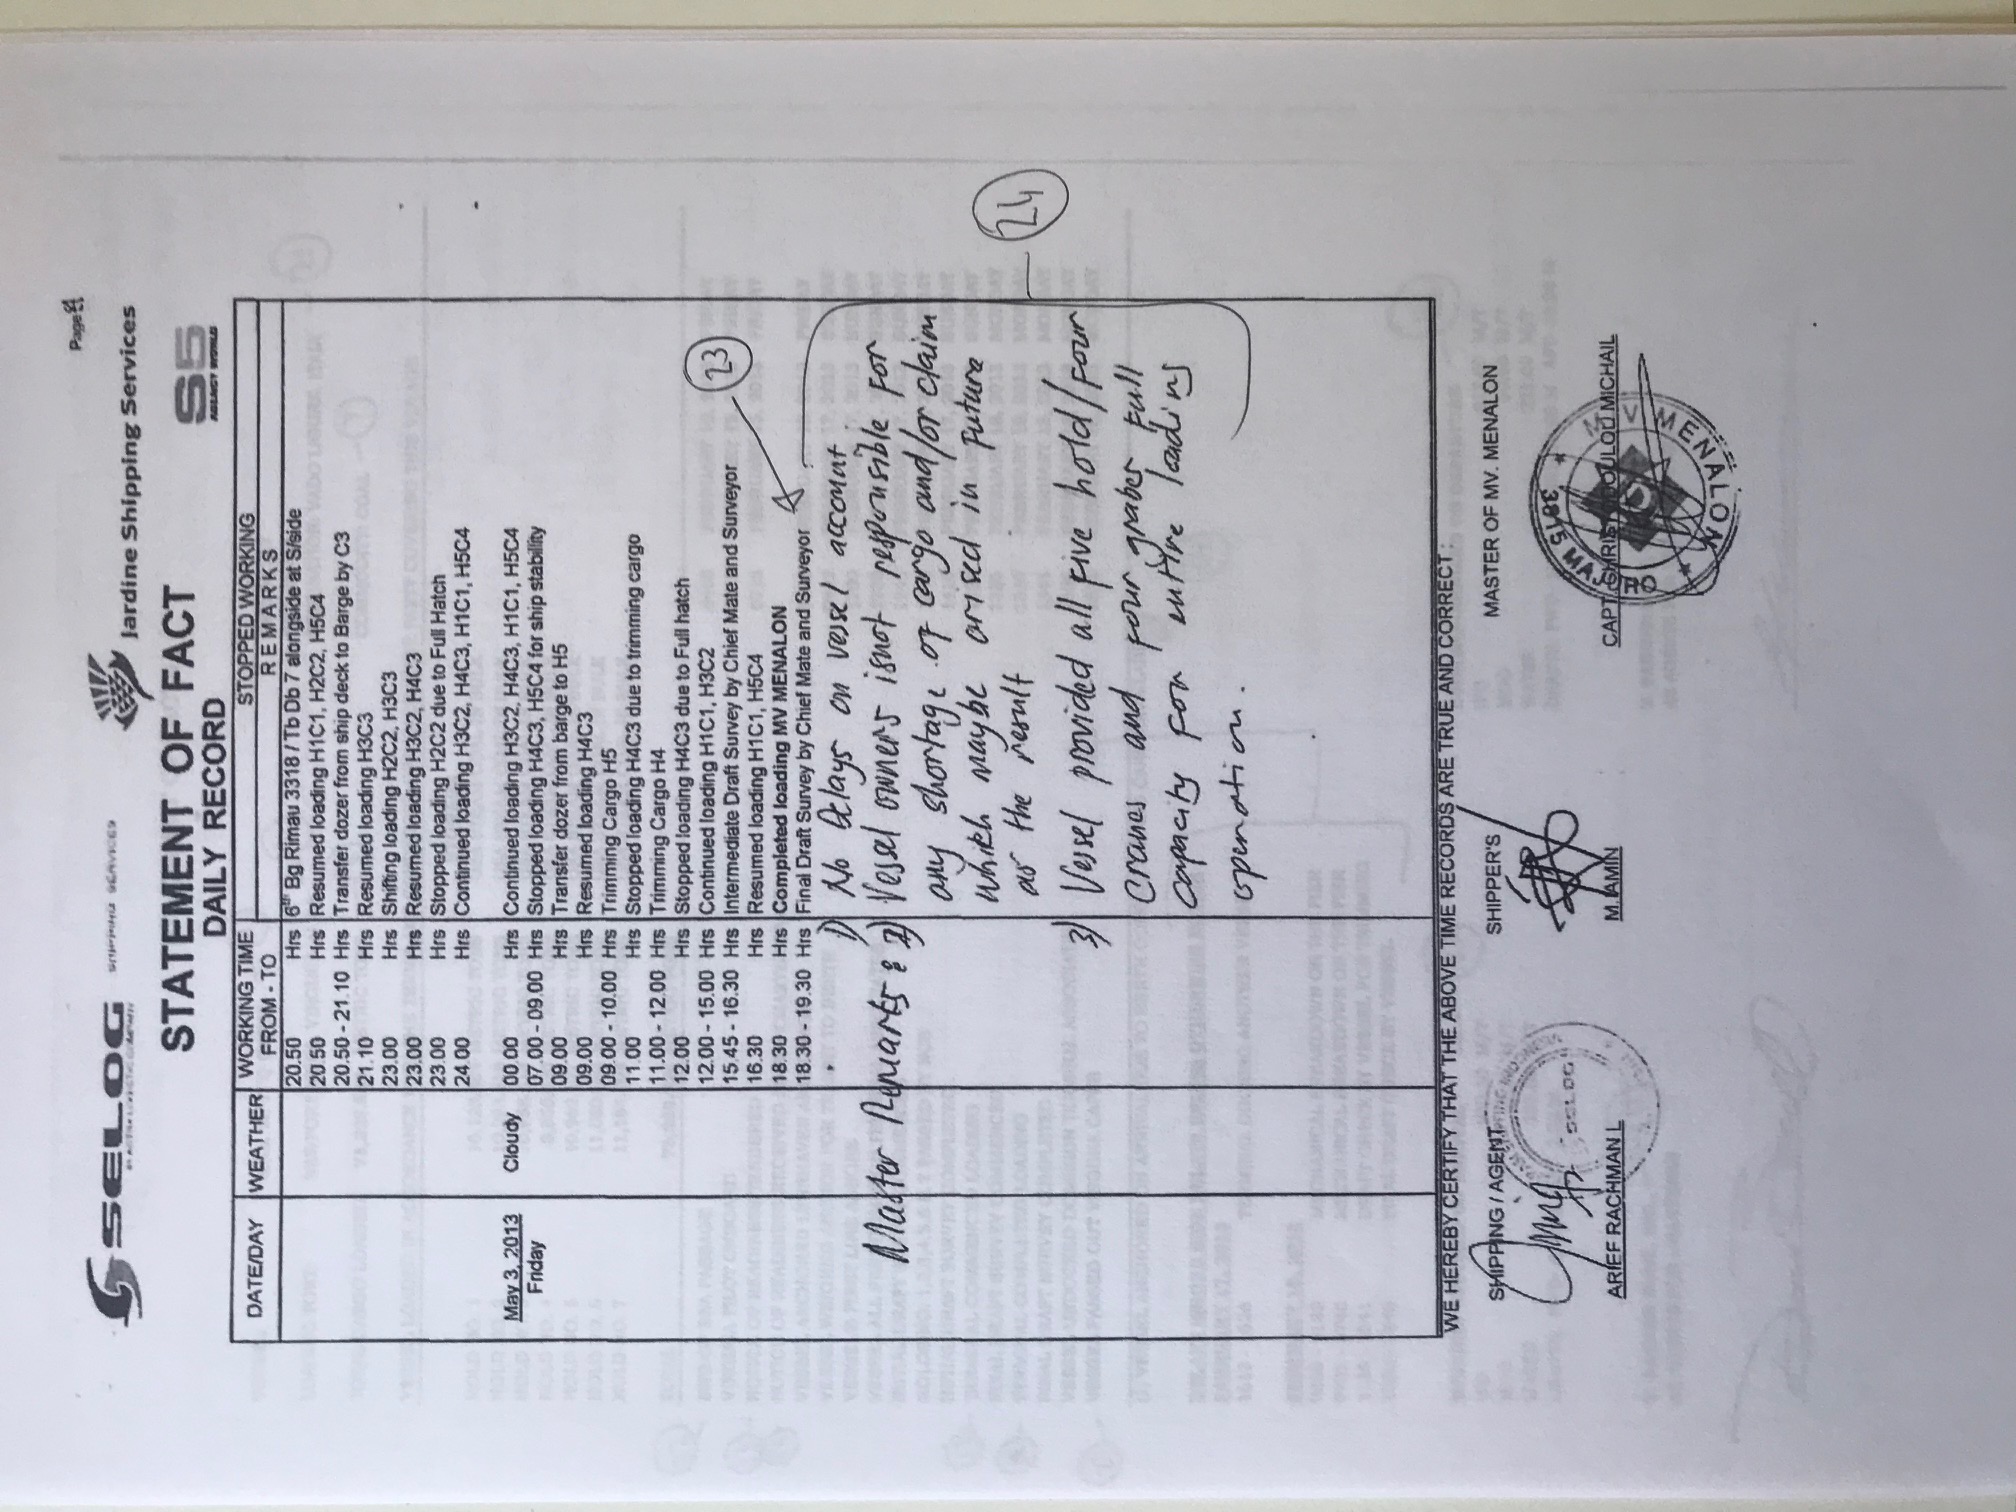 Page
SELOG
SHIPPING SERVICES
Jardine Shipping Services
STATEMENT OF FACT
DAILY RECORD
S5
AGENCY WORLD
DATE/DAY WEATHER WORKING TIME FROM - TO STOPPED WORKING REMARKS
20.50 Hrs 6th Bg Rimau 3318 / Tb Db 7 alongside at S/side
20.50 Hrs Resumed loading H1C1, H2C2, H5C4
20.50 - 21.10 Hrs Transfer dozer from ship deck to Barge by C3
21.10 Hrs Resumed loading H3C3
23.00 Hrs Shifting loading H2C2, H3C3
23.00 Hrs Resumed loading H3C2, H4C3
23.00 Hrs Stopped loading H2C2 due to Full Hatch
24.00 Hrs Continued loading H3C2, H4C3, H1C1, H5C4
May 3, 2013 Cloudy 00.00 Hrs Continued loading H3C2, H4C3, H1C1, H5C4
Friday 07.00 - 09.00 Hrs Stopped loading H4C3, H5C4 for ship stability
09.00 Hrs Transfer dozer from barge to H5
09.00 Hrs Resumed loading H4C3
09.00 - 10.00 Hrs Trimming Cargo H5
11.00 Hrs Stopped loading H4C3 due to trimming cargo
11.00 - 12.00 Hrs Trimming Cargo H4
12.00 Hrs Stopped loading H4C3 due to Full hatch
12.00 - 15.00 Hrs Continued loading H1C1, H3C2
15.45 - 16.30 Hrs Intermediate Draft Survey by Chief Mate and Surveyor
16.30 Hrs Resumed loading H1C1, H5C4
18.30 Hrs Completed loading MV MENALON
18.30 - 19.30 Hrs Final Draft Survey by Chief Mate and Surveyor
23
1) No Delays on vessel account
Master Remarks: 2) Vessel owners isnot responsible for
any shortage of cargo and/or claim
which maybe arised in future
as the result
24
3) Vessel provided all five hold/four
cranes and four grabes full
capacity for entire loading
operation.
WE HEREBY CERTIFY THAT THE ABOVE TIME RECORDS ARE TRUE AND CORRECT :
SHIPPING / AGENT SHIPPER'S MASTER OF MV. MENALON
SELOG
ARIEF RACHMAN L M. AMIN CAPT. CHRISTOPOULOU MICHAIL
M/V MENALON
3815 MAJURO